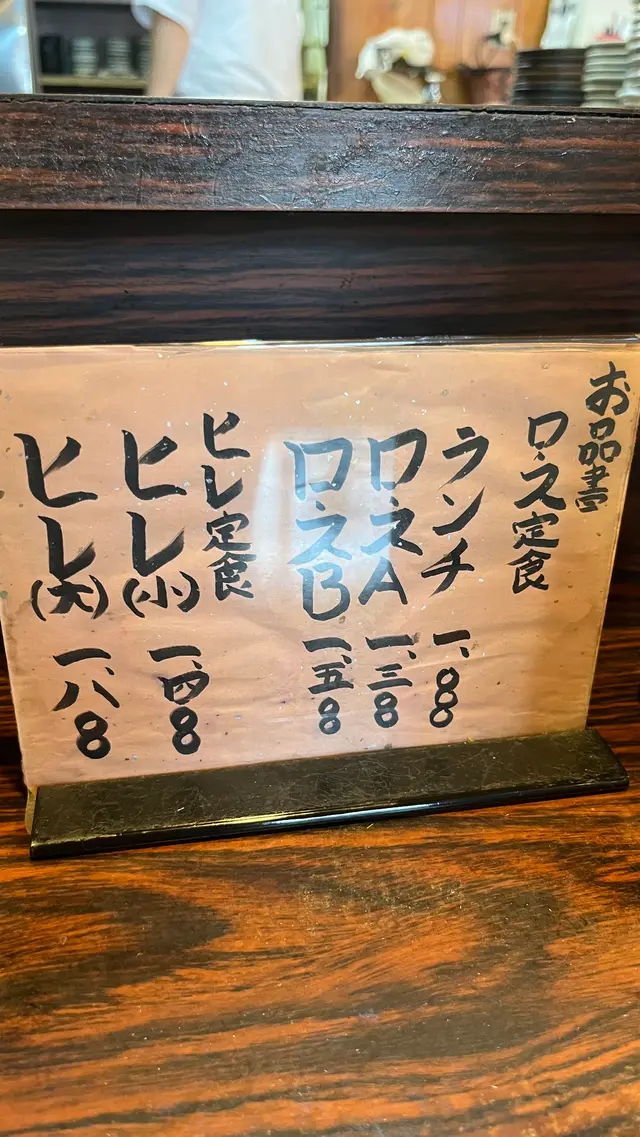 お品書
ロース定食
ランチ 一、〇〇〇
ロースA 一、三〇〇
ロースB 一、五〇〇
ヒレ定食
ヒレ(小) 一、四〇〇
ヒレ(大) 一、八〇〇